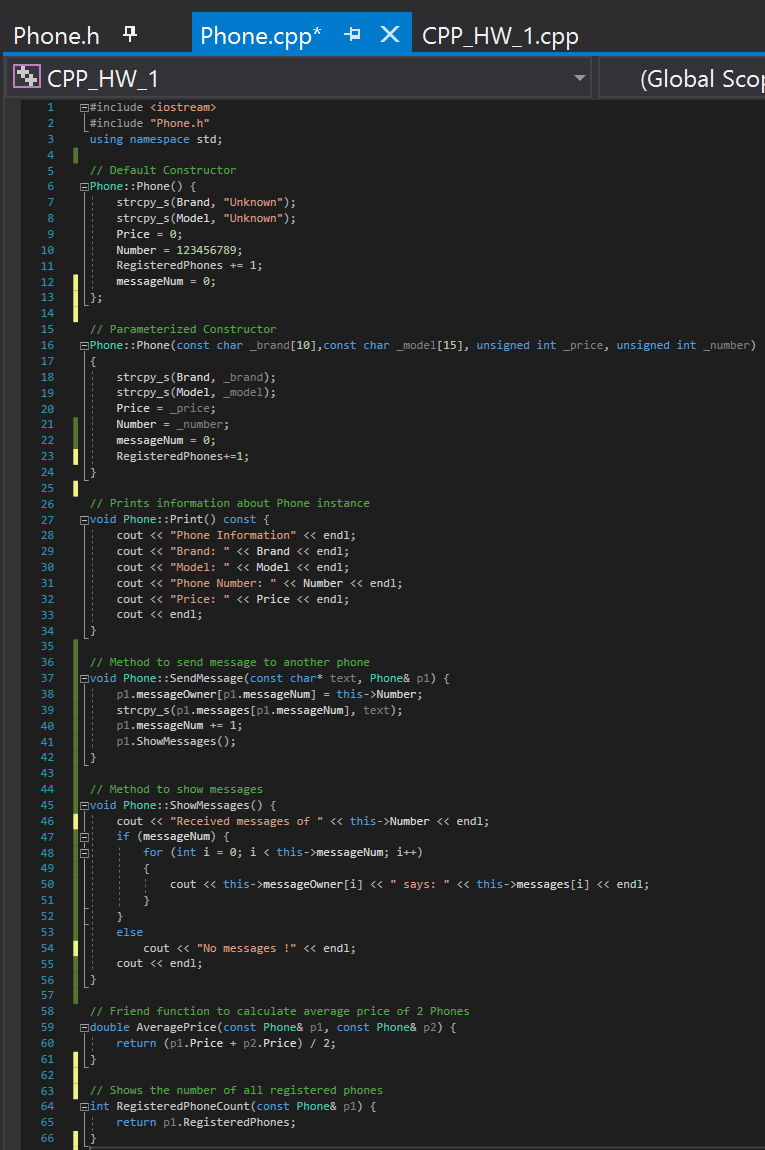 Phone.h Phone.cpp* CPP_HW_1.cpp
CPP_HW_1 (Global Scop
1 #include <iostream>
2 #include "Phone.h"
3 using namespace std;
4
5 // Default Constructor
6 Phone::Phone() {
7 strcpy_s(Brand, "Unknown");
8 strcpy_s(Model, "Unknown");
9 Price = 0;
10 Number = 123456789;
11 RegisteredPhones += 1;
12 messageNum = 0;
13 };
14
15 // Parameterized Constructor
16 Phone::Phone(const char _brand[10],const char _model[15], unsigned int _price, unsigned int _number)
17 {
18 strcpy_s(Brand, _brand);
19 strcpy_s(Model, _model);
20 Price = _price;
21 Number = _number;
22 messageNum = 0;
23 RegisteredPhones+=1;
24 }
25
26 // Prints information about Phone instance
27 void Phone::Print() const {
28 cout << "Phone Information" << endl;
29 cout << "Brand: " << Brand << endl;
30 cout << "Model: " << Model << endl;
31 cout << "Phone Number: " << Number << endl;
32 cout << "Price: " << Price << endl;
33 cout << endl;
34 }
35
36 // Method to send message to another phone
37 void Phone::SendMessage(const char* text, Phone& p1) {
38 p1.messageOwner[p1.messageNum] = this->Number;
39 strcpy_s(p1.messages[p1.messageNum], text);
40 p1.messageNum += 1;
41 p1.ShowMessages();
42 }
43
44 // Method to show messages
45 void Phone::ShowMessages() {
46 cout << "Received messages of " << this->Number << endl;
47 if (messageNum) {
48 for (int i = 0; i < this->messageNum; i++)
49 {
50 cout << this->messageOwner[i] << " says: " << this->messages[i] << endl;
51 }
52 }
53 else
54 cout << "No messages !" << endl;
55 cout << endl;
56 }
57
58 // Friend function to calculate average price of 2 Phones
59 double AveragePrice(const Phone& p1, const Phone& p2) {
60 return (p1.Price + p2.Price) / 2;
61 }
62
63 // Shows the number of all registered phones
64 int RegisteredPhoneCount(const Phone& p1) {
65 return p1.RegisteredPhones;
66 }